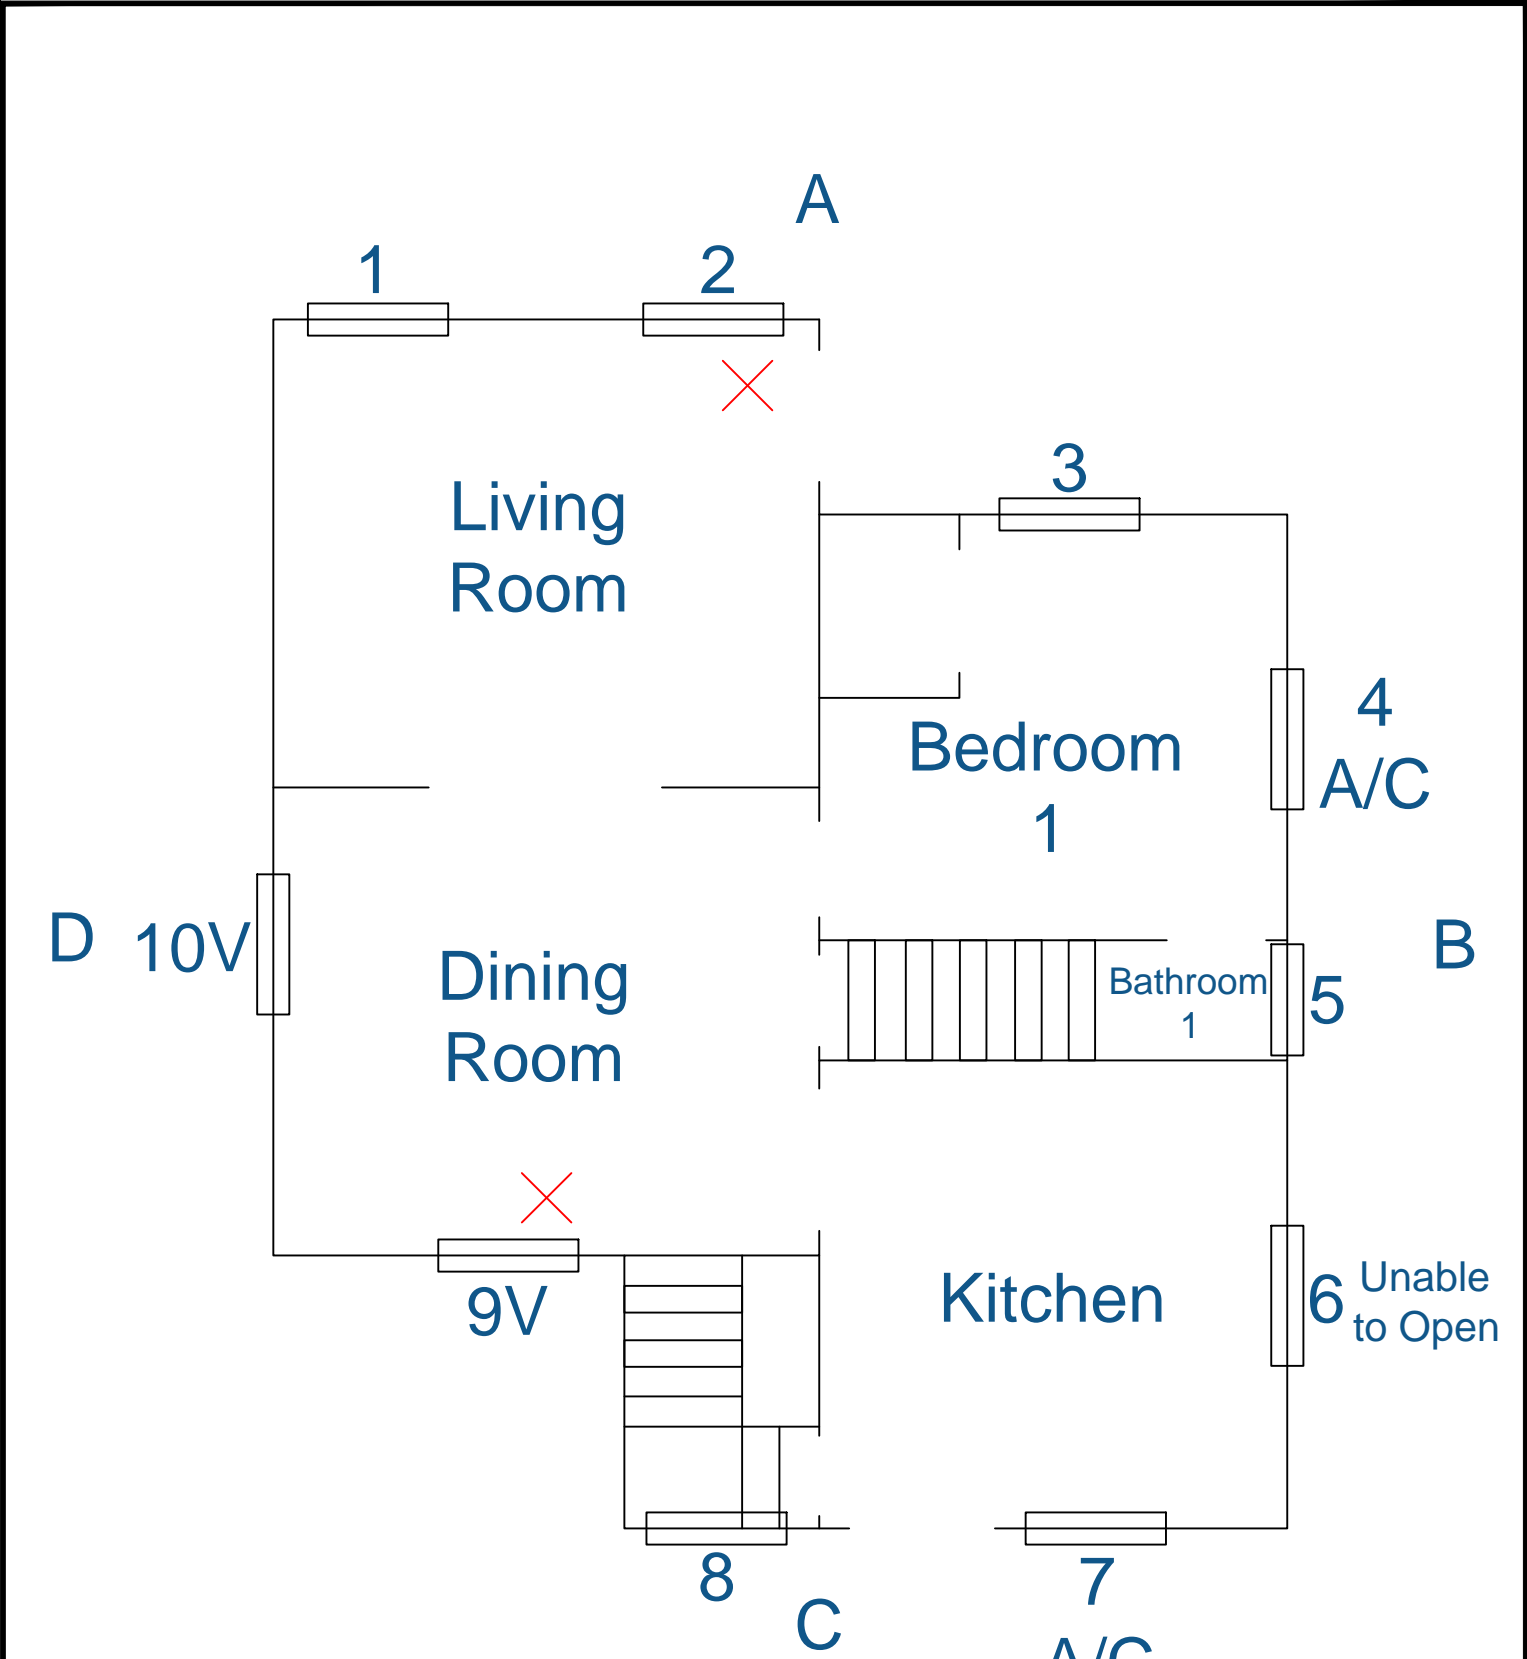 A
1
2
3
Living
Room
4
A/C
Bedroom
1
D
10V
B
Dining
Room
Bathroom
1
5
Kitchen
6
Unable
to Open
9V
8
7
C
A/C